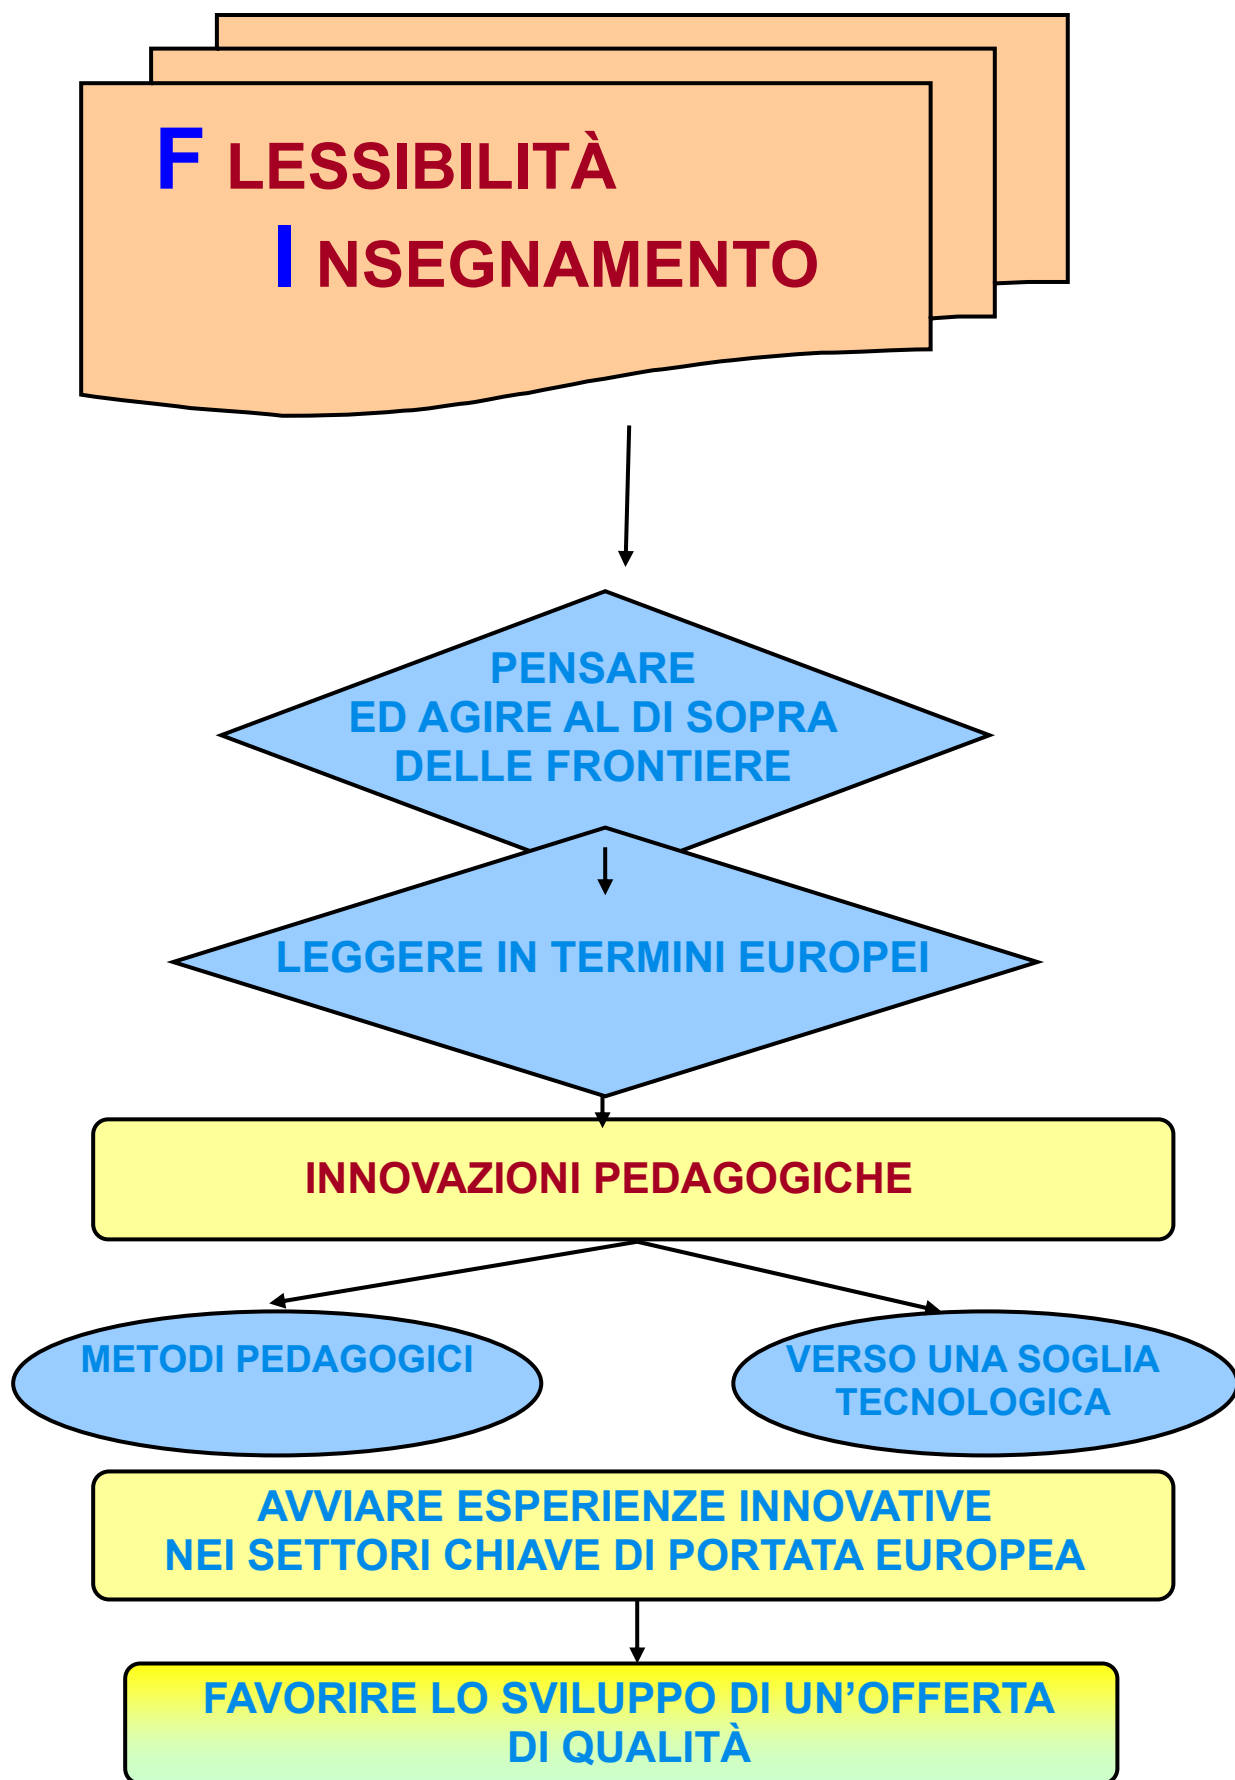 F LESSIBILITÀ
I NSEGNAMENTO
PENSARE
ED AGIRE AL DI SOPRA
DELLE FRONTIERE
LEGGERE IN TERMINI EUROPEI
INNOVAZIONI PEDAGOGICHE
METODI PEDAGOGICI
VERSO UNA SOGLIA
TECNOLOGICA
AVVIARE ESPERIENZE INNOVATIVE
NEI SETTORI CHIAVE DI PORTATA EUROPEA
FAVORIRE LO SVILUPPO DI UN’OFFERTA
DI QUALITÀ